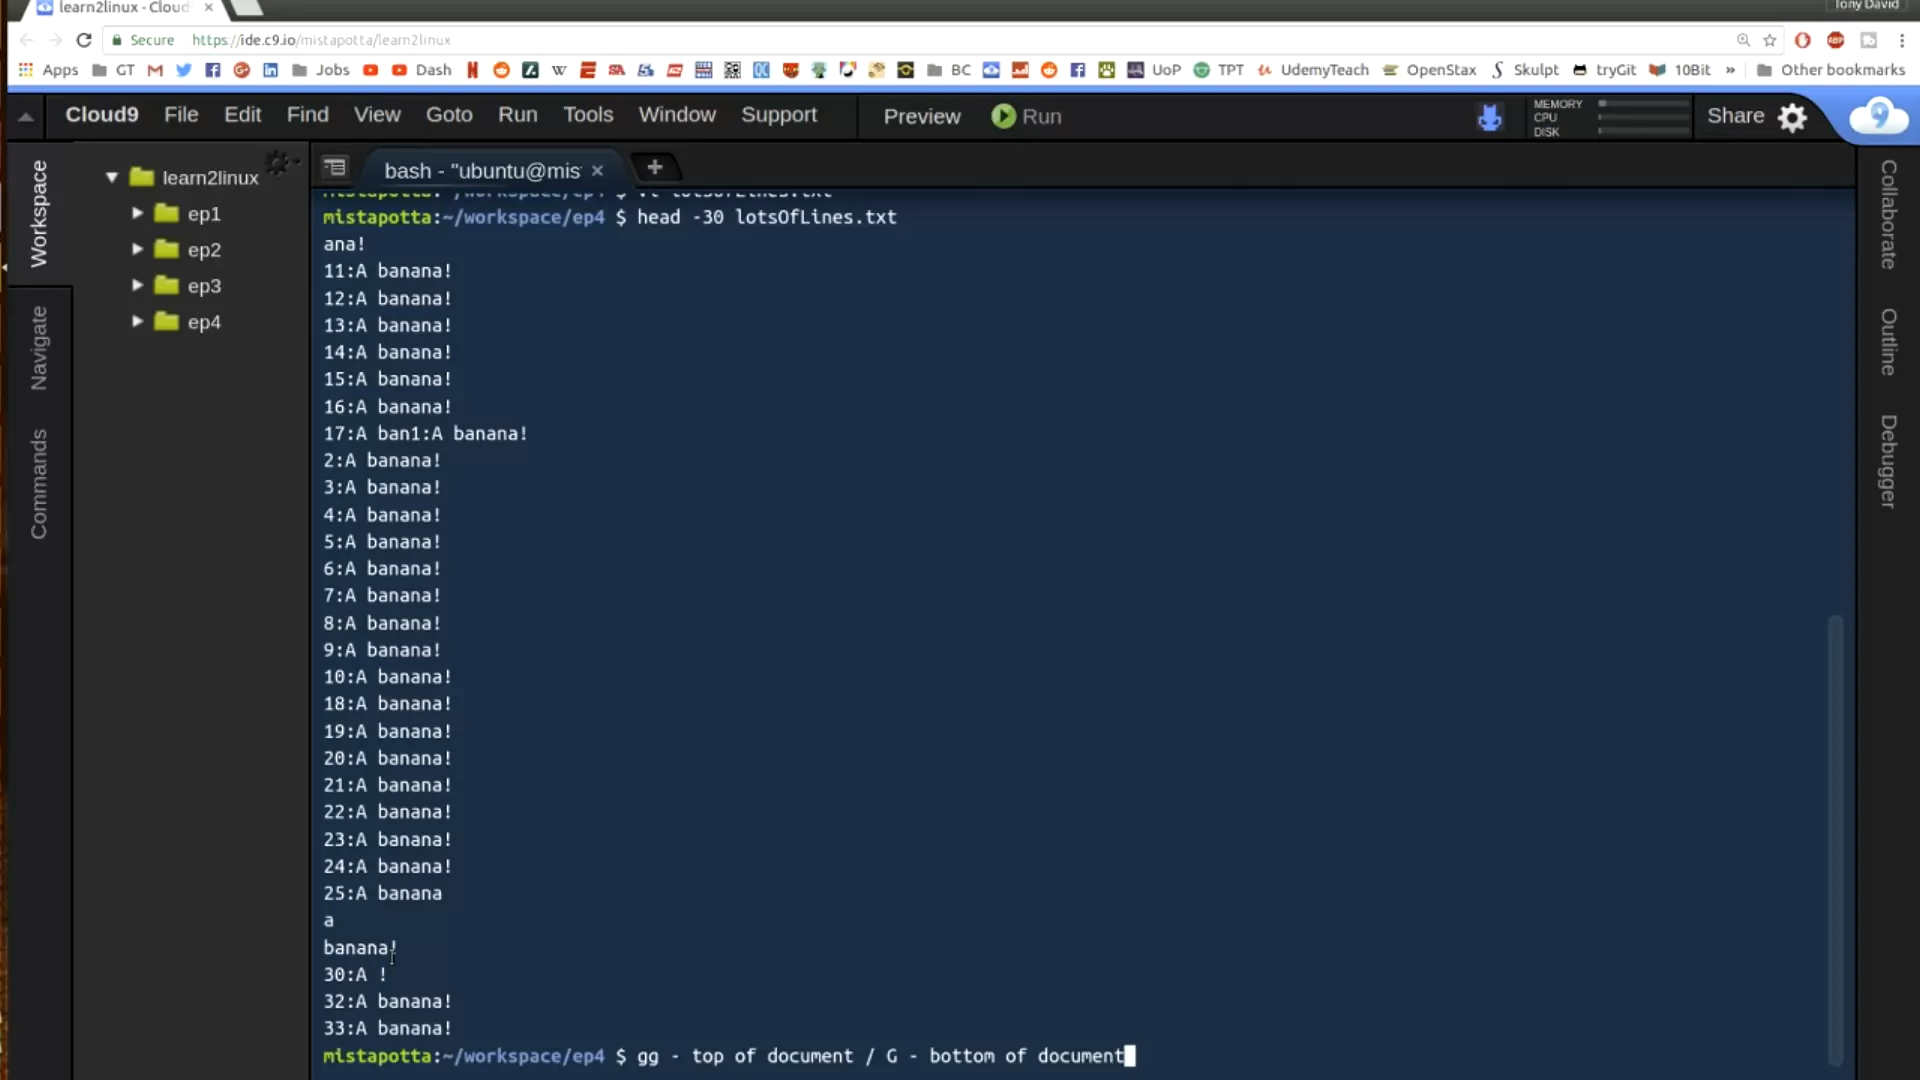 learn2linux - Cloud
Tony David
Secure https://ide.c9.io/mistapotta/learn2linux
Apps GT Jobs Dash BC UoP TPT UdemyTeach OpenStax Skulpt tryGit 10Bit » Other bookmarks
Cloud9 File Edit Find View Goto Run Tools Window Support Preview Run
MEMORY
CPU
DISK
Share
Workspace
Navigate
Commands
learn2linux
ep1
ep2
ep3
ep4
bash - "ubuntu@mis
mistapotta:~/workspace/ep4 $ vi lotsOfLines.txt
mistapotta:~/workspace/ep4 $ head -30 lotsOfLines.txt
ana!
11:A banana!
12:A banana!
13:A banana!
14:A banana!
15:A banana!
16:A banana!
17:A ban1:A banana!
2:A banana!
3:A banana!
4:A banana!
5:A banana!
6:A banana!
7:A banana!
8:A banana!
9:A banana!
10:A banana!
18:A banana!
19:A banana!
20:A banana!
21:A banana!
22:A banana!
23:A banana!
24:A banana!
25:A banana
a
banana!
30:A !
32:A banana!
33:A banana!
mistapotta:~/workspace/ep4 $ gg - top of document / G - bottom of document
Collaborate
Outline
Debugger